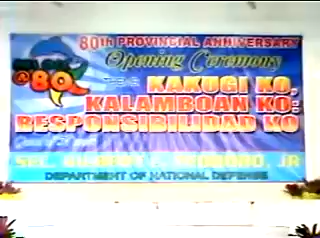 80th PROVINCIAL ANNIVERSARY
Opening Ceremony
@ 80
KAKUGI KO,
KALAMBOAN KO:
RESPONSIBILIDAD KO
SEC. GILBERT C. TEODORO, JR
DEPARTMENT OF NATIONAL DEFENSE